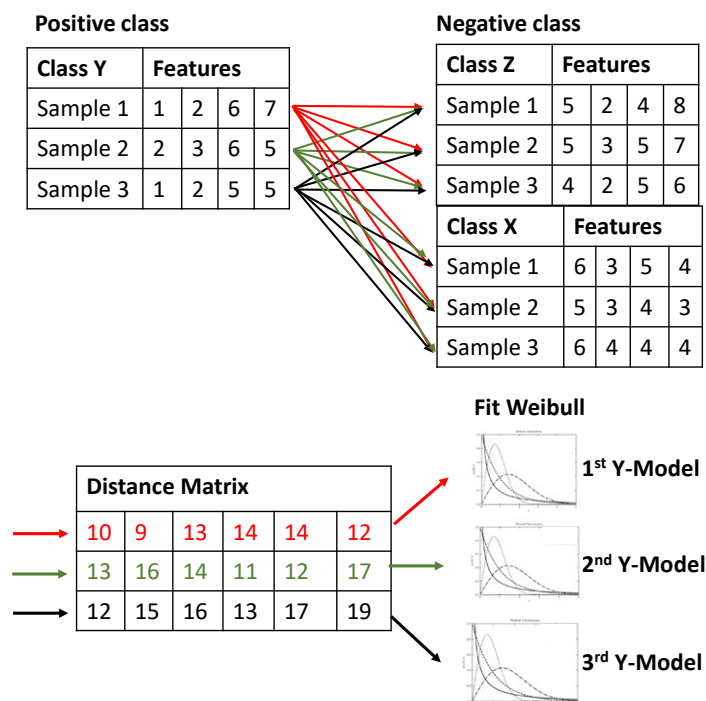 Positive class
Class Y Features
Sample 1 1 2 6 7
Sample 2 2 3 6 5
Sample 3 1 2 5 5
Negative class
Class Z Features
Sample 1 5 2 4 8
Sample 2 5 3 5 7
Sample 3 4 2 5 6
Class X Features
Sample 1 6 3 5 4
Sample 2 5 3 4 3
Sample 3 6 4 4 4
Distance Matrix
10 9 13 14 14 12
13 16 14 11 12 17
12 15 16 13 17 19
Fit Weibull
1st Y-Model
2nd Y-Model
3rd Y-Model